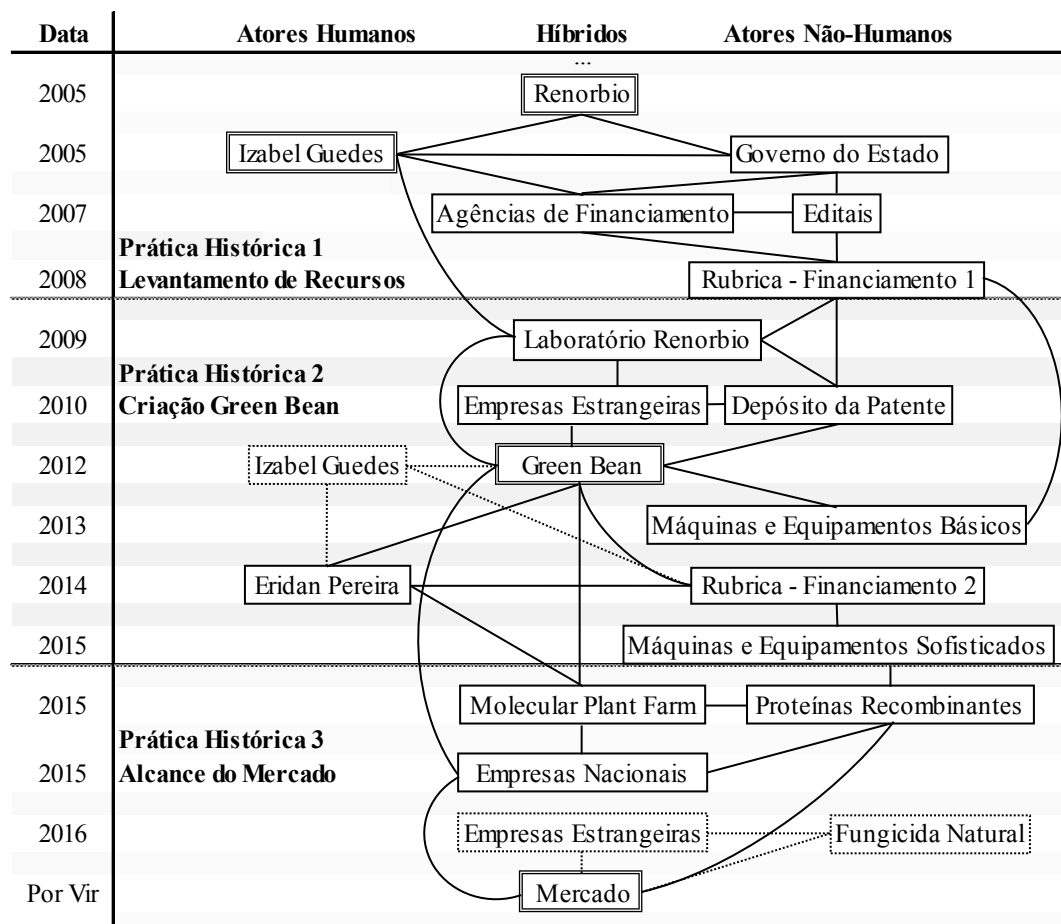 Data Atores Humanos Híbridos Atores Não-Humanos
...
2005 Renorbio
2005 Izabel Guedes Governo do Estado
2007 Agências de Financiamento Editais
Prática Histórica 1
2008 Levantamento de Recursos Rubrica - Financiamento 1
2009 Laboratório Renorbio
Prática Histórica 2
2010 Criação Green Bean Empresas Estrangeiras Depósito da Patente
2012 Izabel Guedes Green Bean
2013 Máquinas e Equipamentos Básicos
2014 Eridan Pereira Rubrica - Financiamento 2
2015 Máquinas e Equipamentos Sofisticados
2015 Molecular Plant Farm Proteínas Recombinantes
Prática Histórica 3
2015 Alcance do Mercado Empresas Nacionais
2016 Empresas Estrangeiras Fungicida Natural
Por Vir Mercado